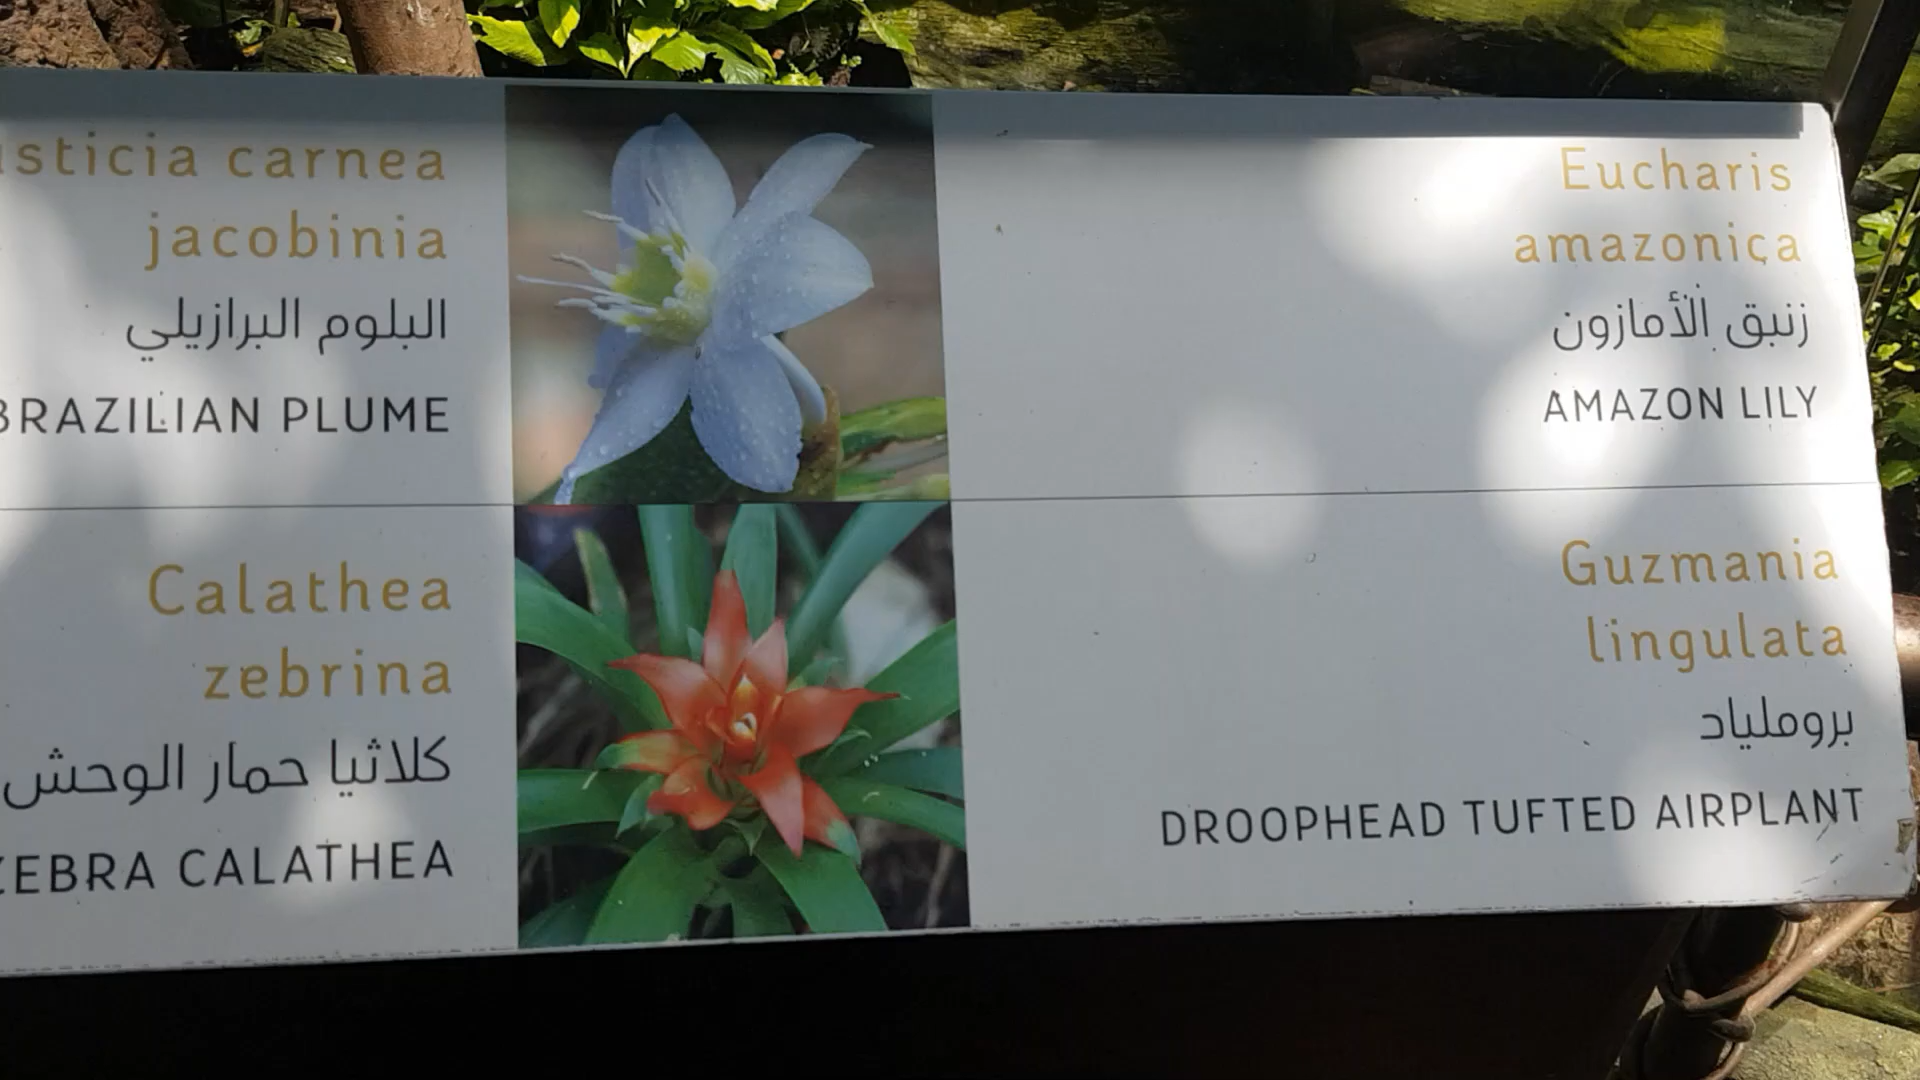 carnea
jacobinia
البلوم البرازيلي
BRAZILIAN PLUME
Eucharis
amazonica
زنبق الأمازون
AMAZON LILY
Calathea
zebrina
كلاثيا حمار الوحش
ZEBRA CALATHEA
Guzmania
lingulata
بروملياد
DROOPHEAD TUFTED AIRPLANT